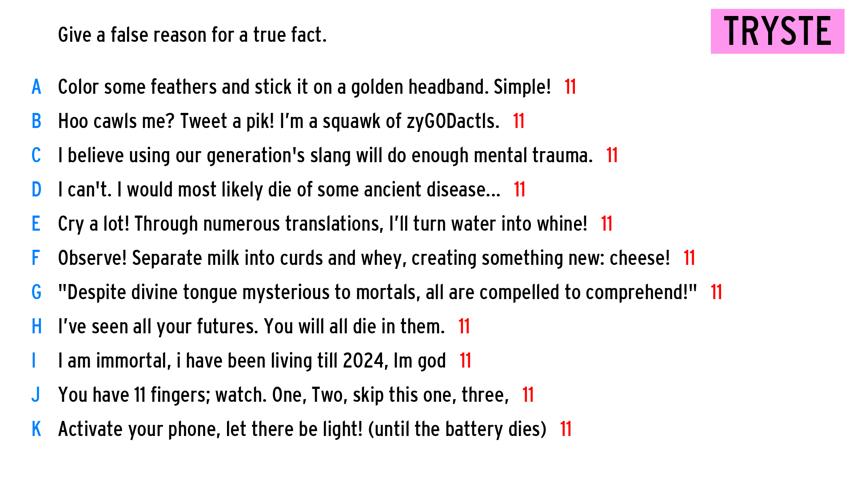 Give a false reason for a true fact.
TRYSTE
A Color some feathers and stick it on a golden headband. Simple! 11
B Hoo cawls me? Tweet a pik! I'm a squawk of zyGODactls. 11
C I believe using our generation's slang will do enough mental trauma. 11
D I can't. I would most likely die of some ancient disease... 11
E Cry a lot! Through numerous translations, I'll turn water into whine! 11
F Observe! Separate milk into curds and whey, creating something new: cheese! 11
G "Despite divine tongue mysterious to mortals, all are compelled to comprehend!" 11
H I've seen all your futures. You will all die in them. 11
I I am immortal, i have been living till 2024, Im god 11
J You have 11 fingers; watch. One, Two, skip this one, three, 11
K Activate your phone, let there be light! (until the battery dies) 11